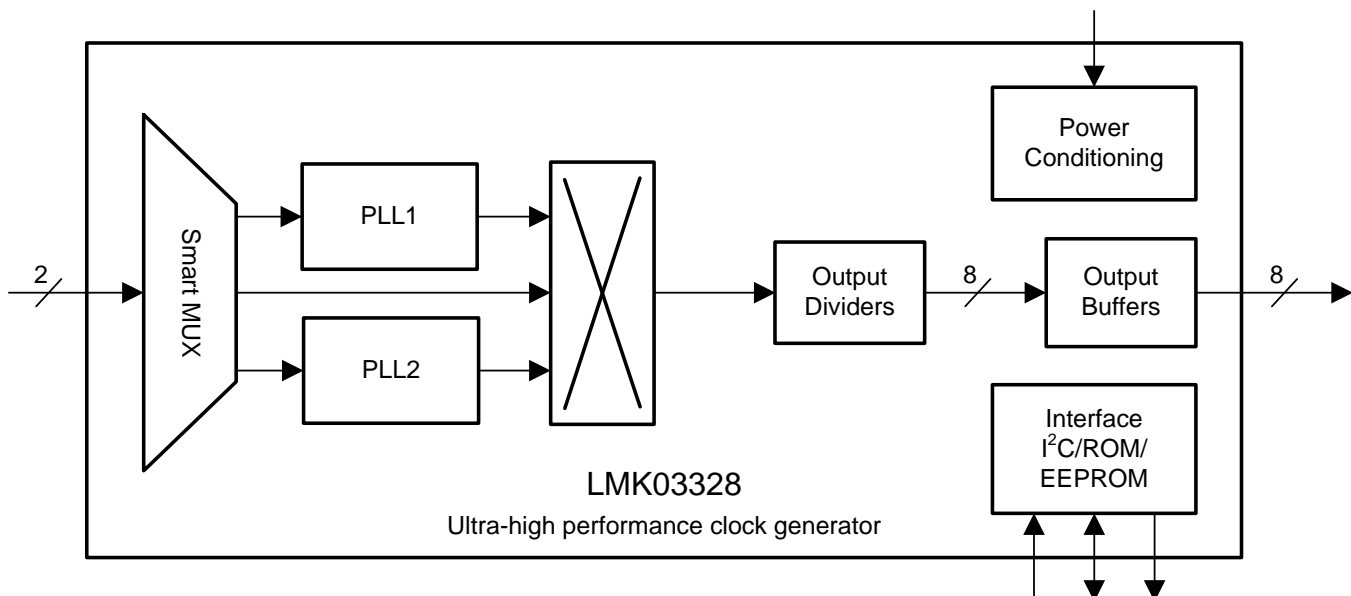 Power
Conditioning
PLL1
Smart MUX
2
Output
Dividers
8
Output
Buffers
8
PLL2
Interface
I²C/ROM/
EEPROM
LMK03328
Ultra-high performance clock generator